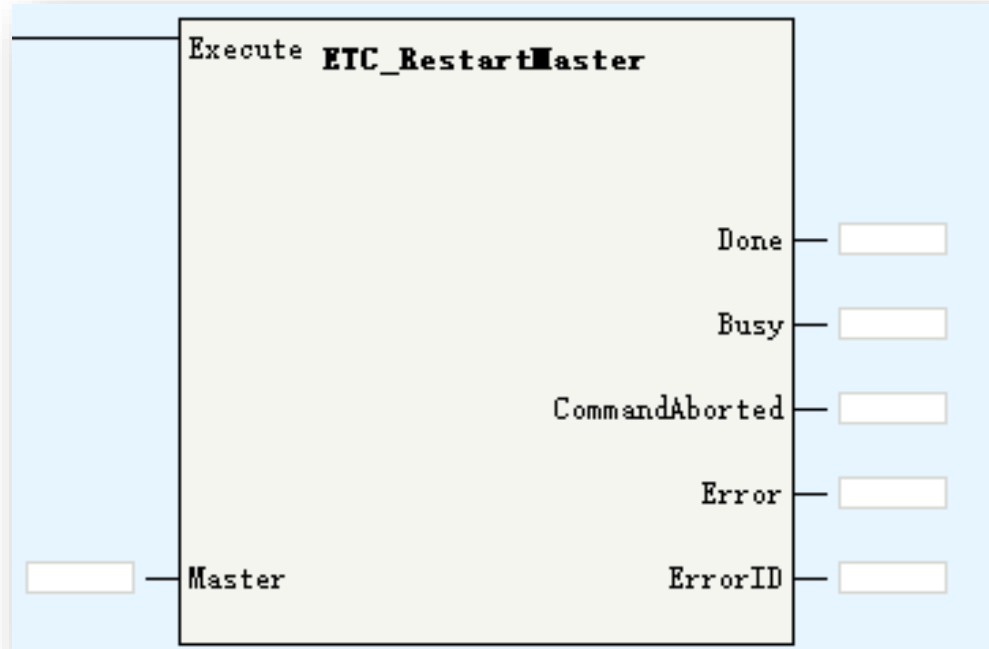 Execute ETC_RestartMaster
Done
Busy
CommandAborted
Error
Master ErrorID